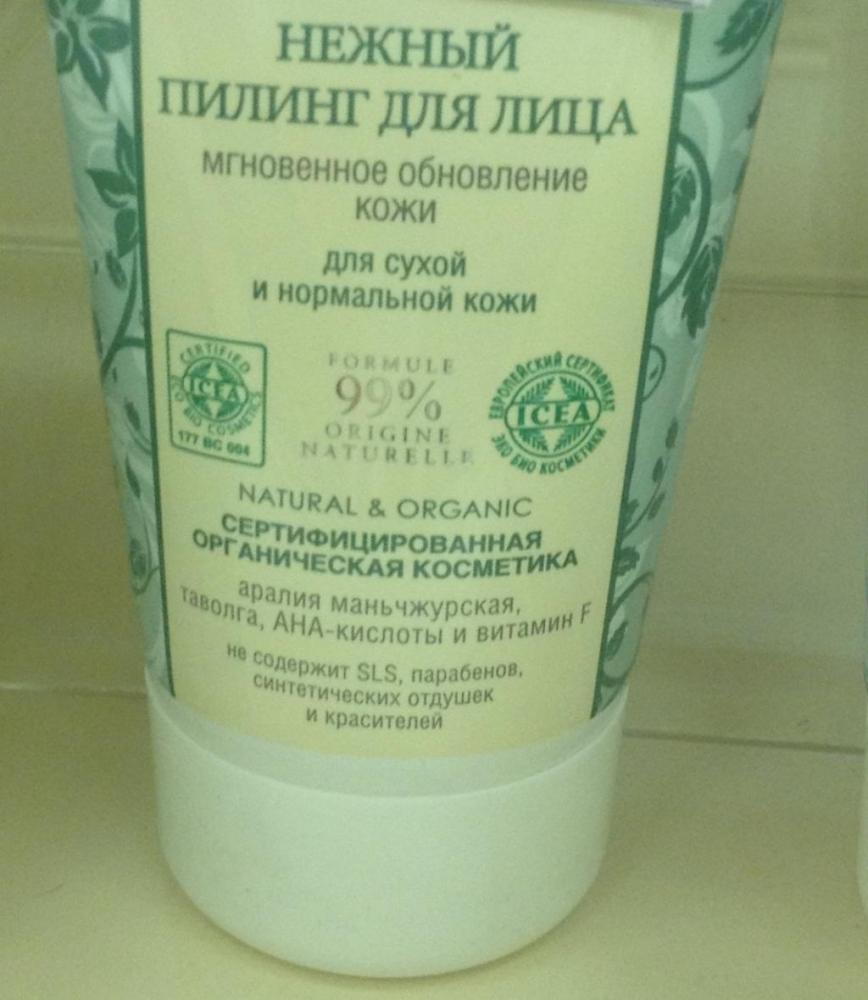 НЕЖНЫЙ
ПИЛИНГ ДЛЯ ЛИЦА
мгновенное обновление
кожи
для сухой
и нормальной кожи
CERTIFIED
ICEA
ECO BIO COSMETICS
177 BC 004
FORMULE
99%
ORIGINE
NATURELLE
ЕВРОПЕЙСКИЙ СЕРТИФИКАТ
ICEA
ЭКО БИО КОСМЕТИКИ
NATURAL & ORGANIC
СЕРТИФИЦИРОВАННАЯ
ОРГАНИЧЕСКАЯ КОСМЕТИКА
аралия маньчжурская,
таволга, АНА-кислоты и витамин F
не содержит SLS, парабенов,
синтетических отдушек
и красителей